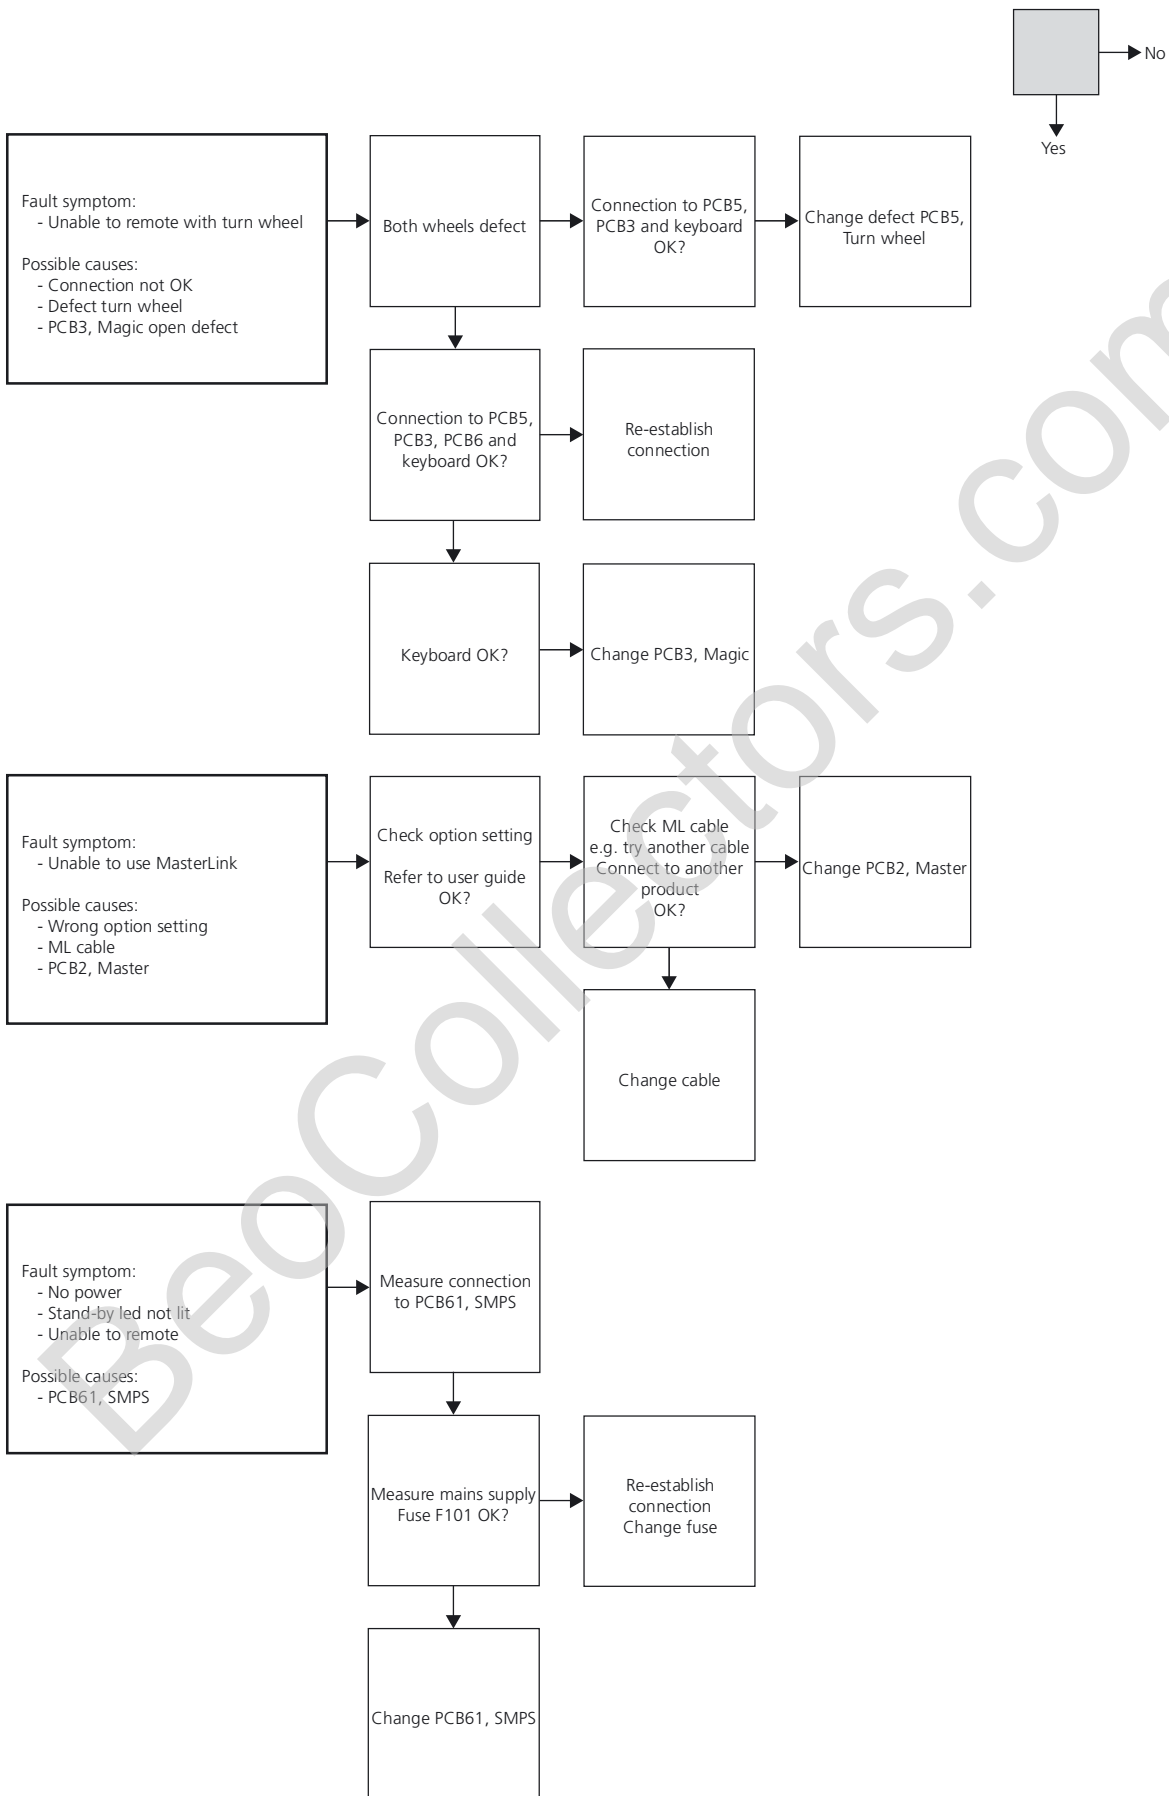 No
Yes
Fault symptom:
- Unable to remote with turn wheel
Possible causes:
- Connection not OK
- Defect turn wheel
- PCB3, Magic open defect
Both wheels defect
Connection to PCB5,
PCB3 and keyboard
OK?
Change defect PCB5,
Turn wheel
Connection to PCB5,
PCB3, PCB6 and
keyboard OK?
Re-establish
connection
Keyboard OK?
Change PCB3, Magic
Fault symptom:
- Unable to use MasterLink
Possible causes:
- Wrong option setting
- ML cable
- PCB2, Master
Check option setting
Refer to user guide
OK?
Check ML cable
e.g. try another cable
Connect to another
product
OK?
Change PCB2, Master
Change cable
Fault symptom:
- No power
- Stand-by led not lit
- Unable to remote
Possible causes:
- PCB61, SMPS
Measure connection
to PCB61, SMPS
Measure mains supply
Fuse F101 OK?
Re-establish
connection
Change fuse
Change PCB61, SMPS
BeoCollectors.com